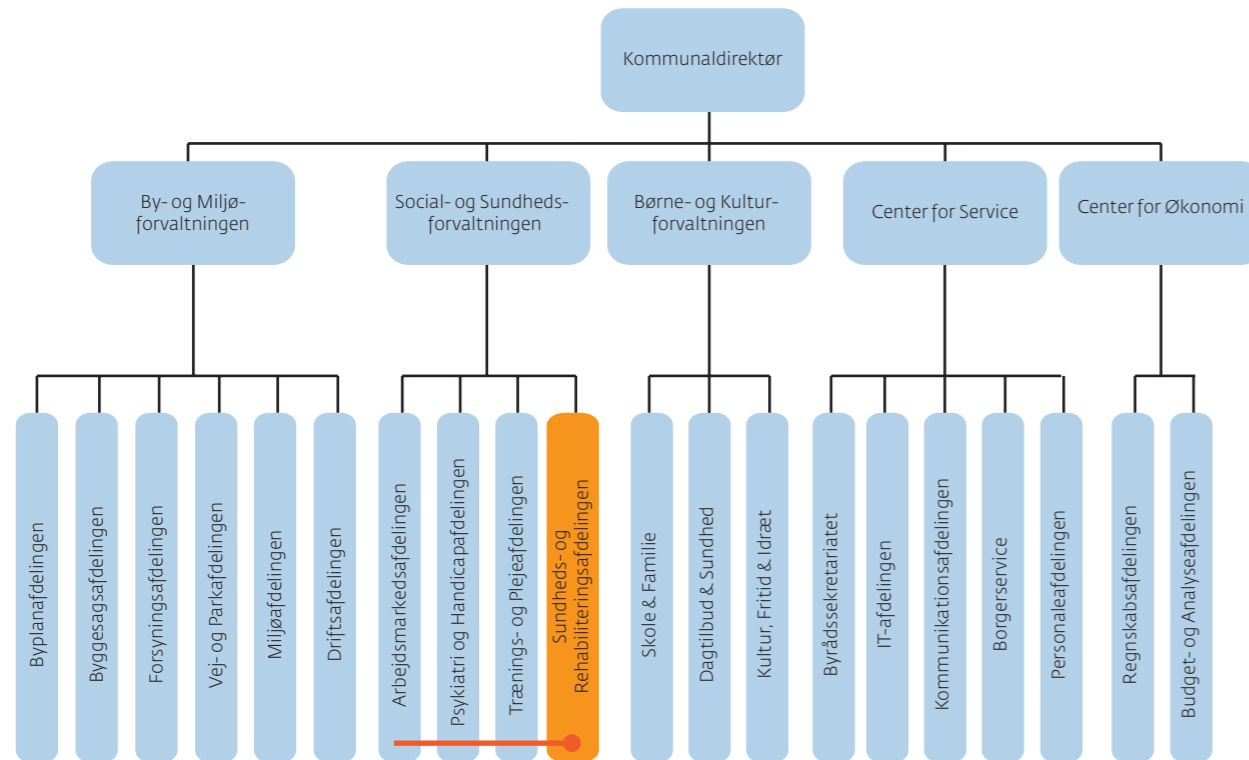 Kommunaldirektør
By- og Miljø-
forvaltningen
Social- og Sundheds-
forvaltningen
Børne- og Kultur-
forvaltningen
Center for Service
Center for Økonomi
Byplanafdelingen
Byggesagsafdelingen
Forsyningsafdelingen
Vej- og Parkafdelingen
Miljøafdelingen
Driftsafdelingen
Arbejdsmarkedsafdelingen
Psykiatri og Handicapafdelingen
Trænings- og Plejeafdelingen
Sundheds- og
Rehabiliteringsafdelingen
Skole & Familie
Dagtilbud & Sundhed
Kultur, Fritid & Idræt
Byrådssekretariatet
IT-afdelingen
Kommunikationsafdelingen
Borgerservice
Personaleafdelingen
Regnskabsafdelingen
Budget- og Analyseafdelingen